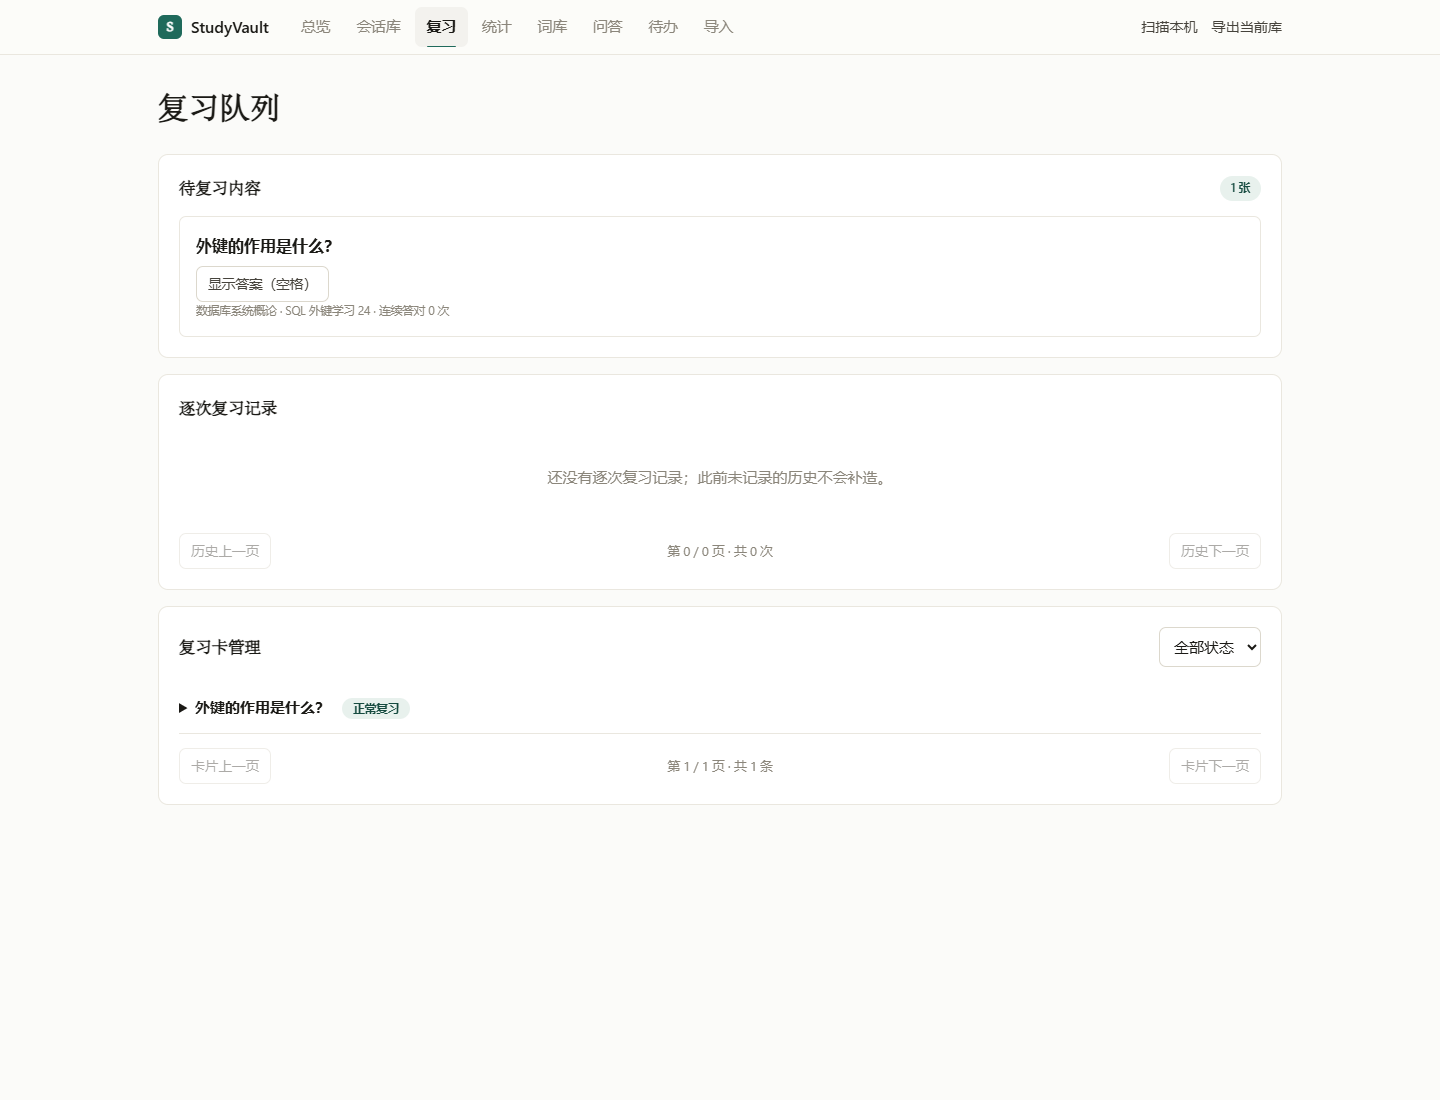 S StudyVault 总览 会话库 复习 统计 词库 问答 待办 导入 扫描本机 导出当前库
复习队列
待复习内容 1 张
外键的作用是什么？
显示答案（空格）
数据库系统概论 · SQL 外键学习 24 · 连续答对 0 次
逐次复习记录
还没有逐次复习记录；此前未记录的历史不会补造。
历史上一页 第 0 / 0 页 · 共 0 次 历史下一页
复习卡管理 全部状态
外键的作用是什么？ 正常复习
卡片上一页 第 1 / 1 页 · 共 1 条 卡片下一页